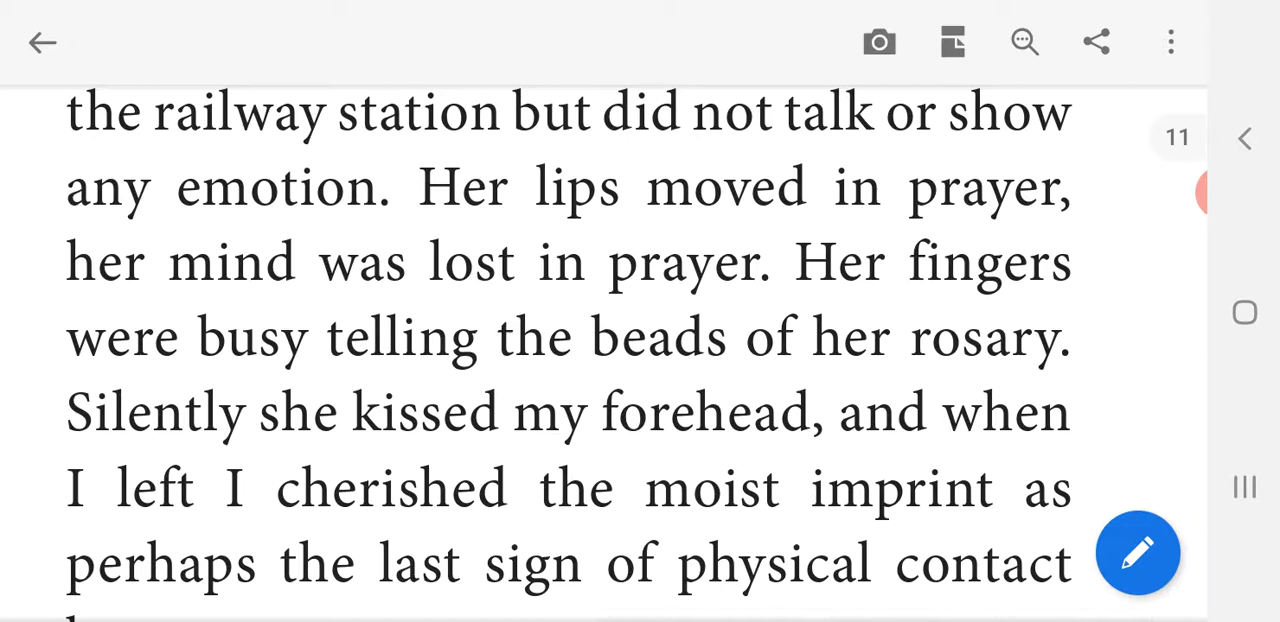 11
the railway station but did not talk or show
any emotion. Her lips moved in prayer,
her mind was lost in prayer. Her fingers
were busy telling the beads of her rosary.
Silently she kissed my forehead, and when
I left I cherished the moist imprint as
perhaps the last sign of physical contact